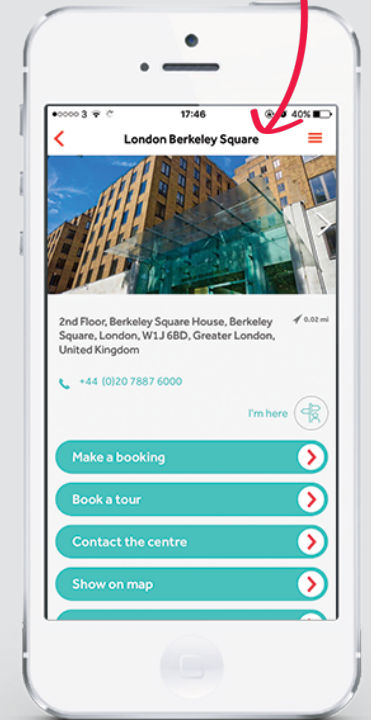 3 17:46 40%
London Berkeley Square
2nd Floor, Berkeley Square House, Berkeley
Square, London, W1J 6BD, Greater London,
United Kingdom
0.02 mi
+44 (0)20 7887 6000
I'm here
Make a booking
Book a tour
Contact the centre
Show on map